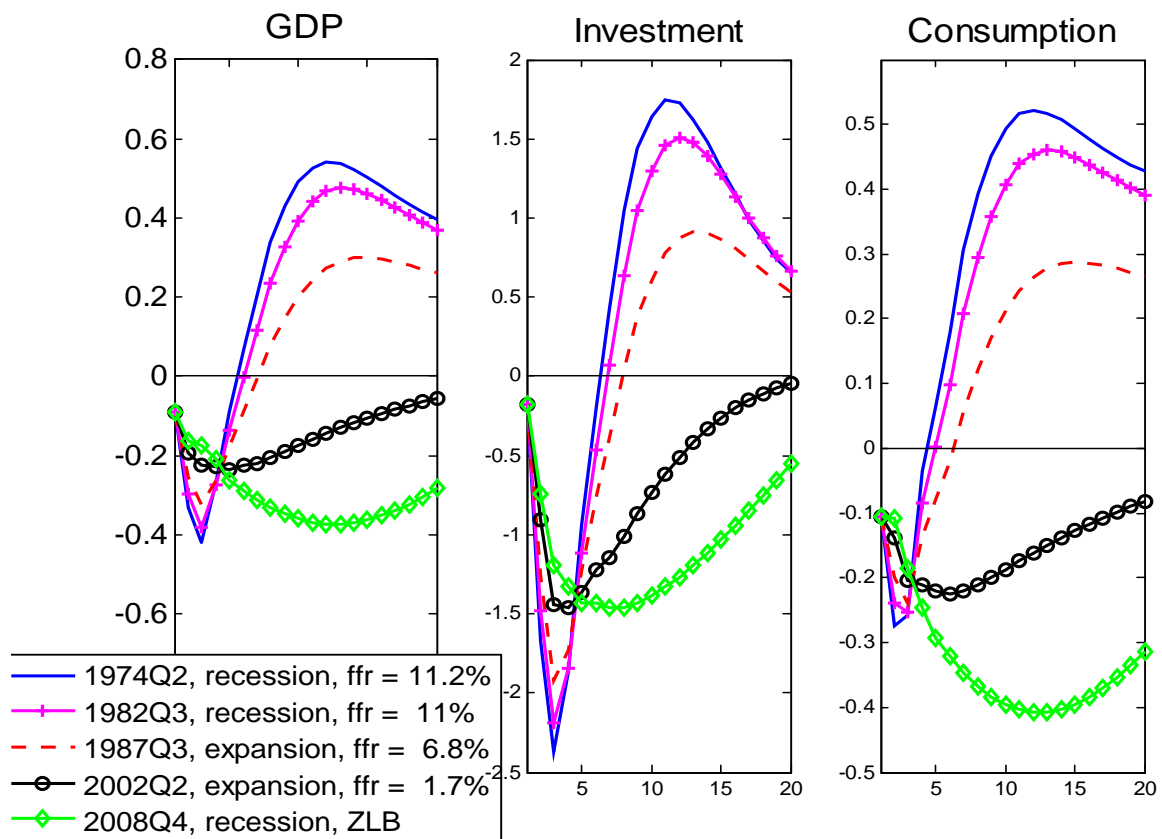 GDP
Investment
Consumption
0.8
0.6
0.4
0.2
0
-0.2
-0.4
-0.6
2
1.5
1
0.5
0
-0.5
-1
-1.5
-2
-2.5
0.5
0.4
0.3
0.2
0.1
0
-0.1
-0.2
-0.3
-0.4
-0.5
5 10 15 20
5 10 15 20
1974Q2, recession, ffr = 11.2%
1982Q3, recession, ffr = 11%
1987Q3, expansion, ffr = 6.8%
2002Q2, expansion, ffr = 1.7%
2008Q4, recession, ZLB